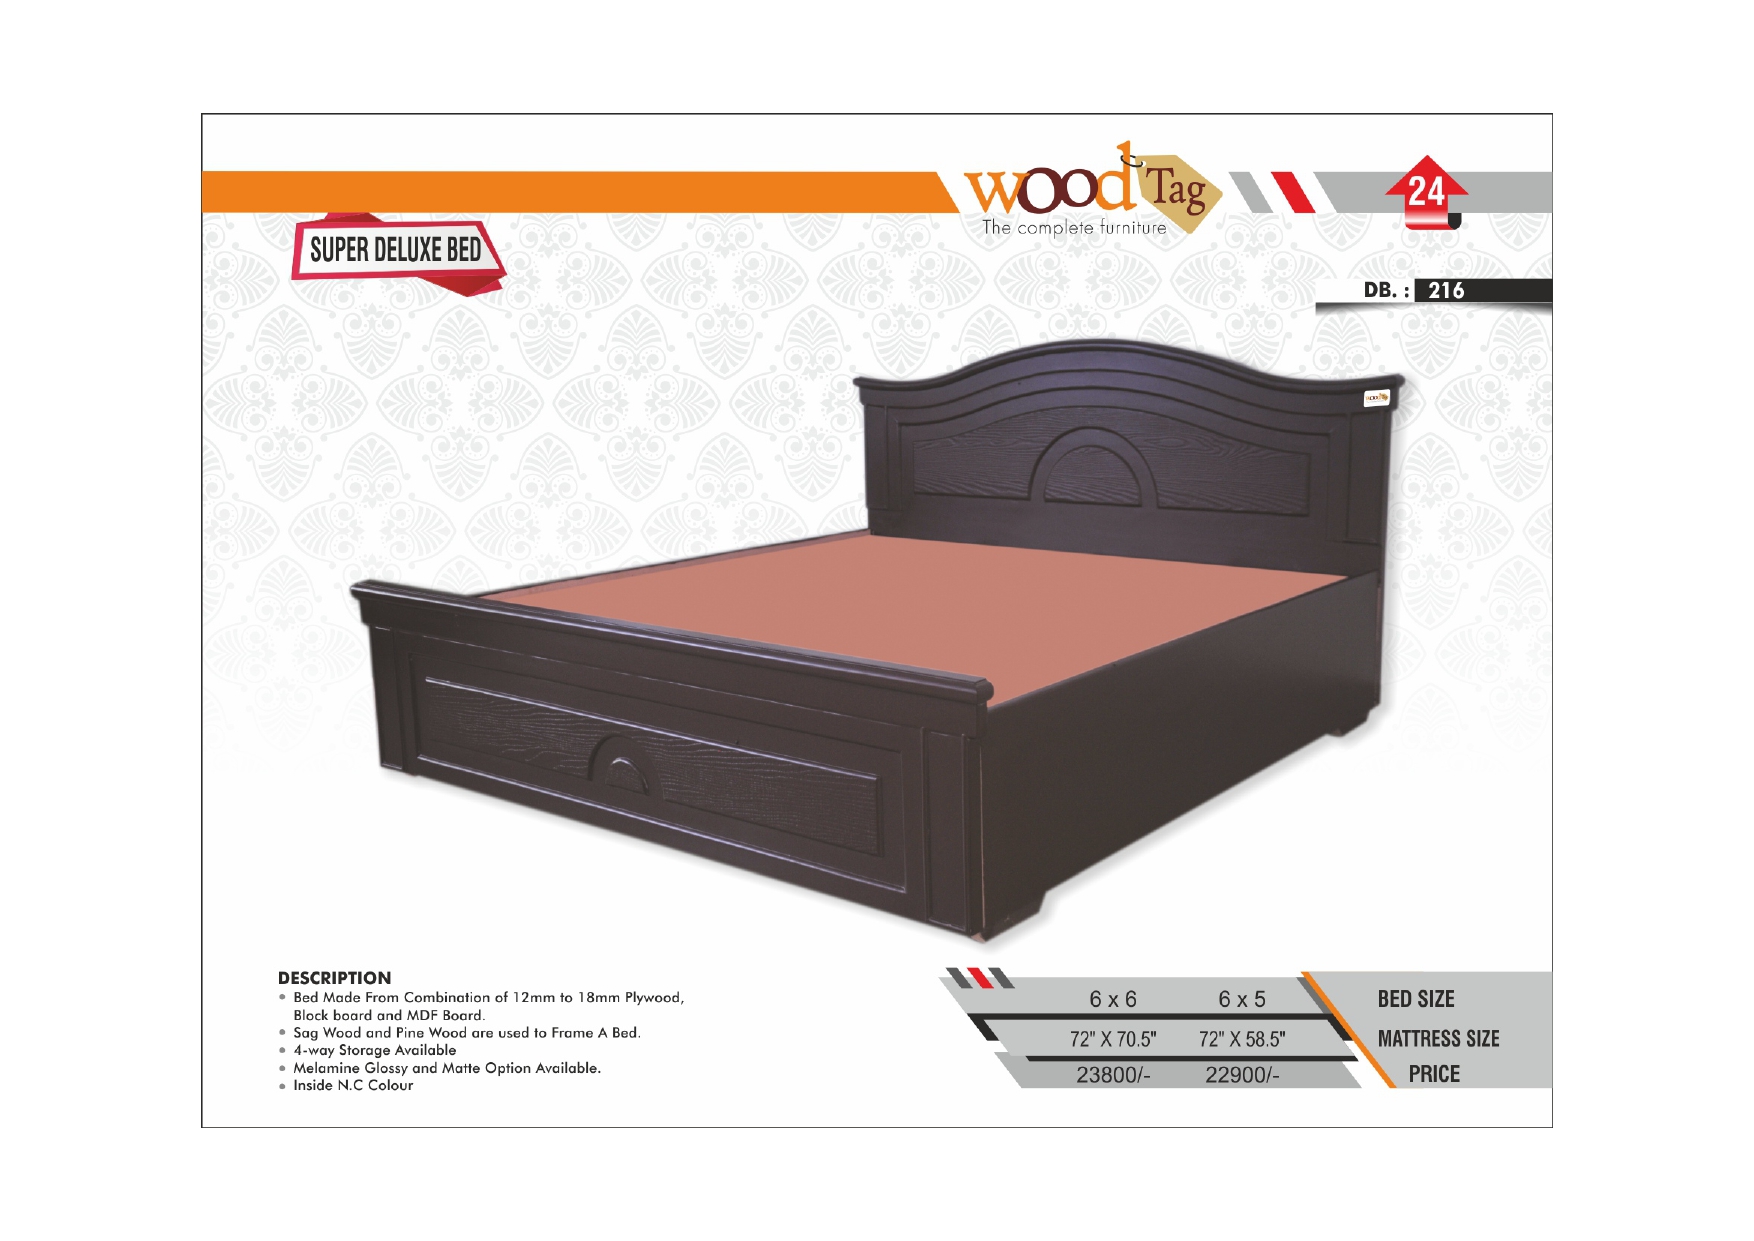 wood Tag
The complete furniture
24
SUPER DELUXE BED
DB. : 216
wood
DESCRIPTION
• Bed Made From Combination of 12mm to 18mm Plywood,
Block board and MDF Board.
• Sag Wood and Pine Wood are used to Frame A Bed.
• 4-way Storage Available
• Melamine Glossy and Matte Option Available.
• Inside N.C Colour
6 x 6 6 x 5 BED SIZE
72" X 70.5" 72" X 58.5" MATTRESS SIZE
23800/- 22900/- PRICE